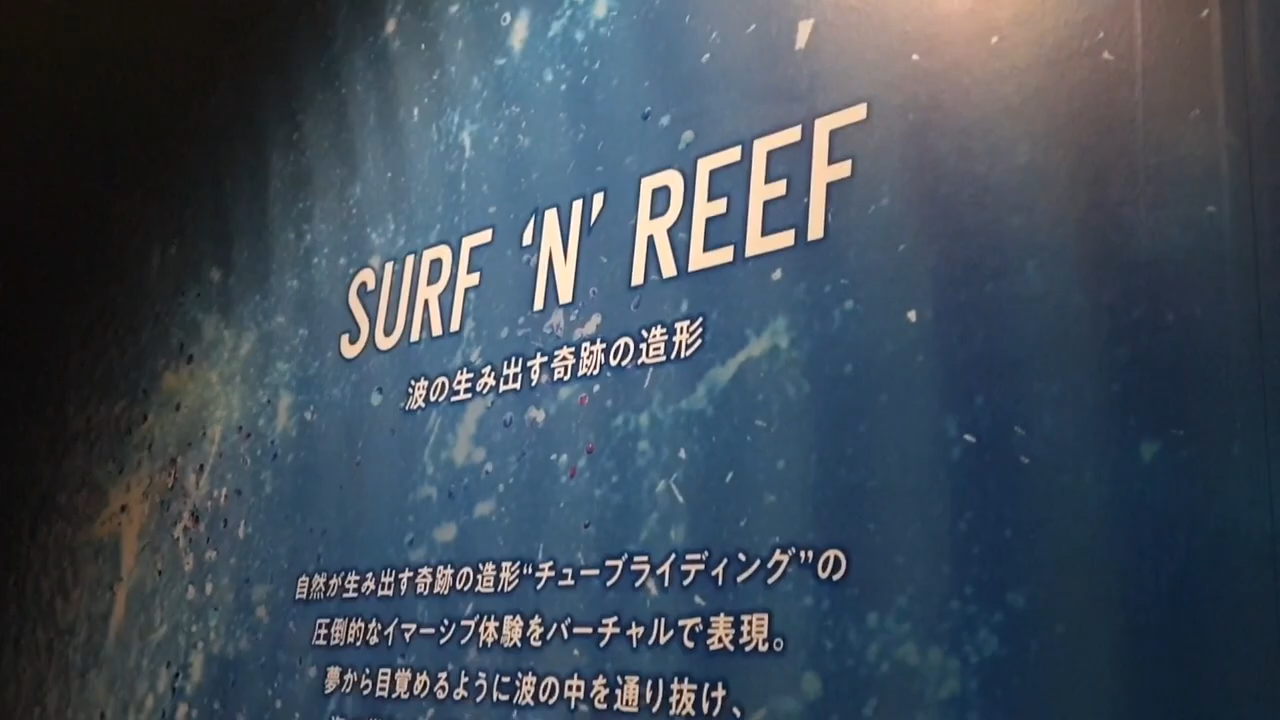 SURF ‘N’ REEF
波の生み出す奇跡の造形
自然が生み出す奇跡の造形“チューブライディング”の
圧倒的なイマーシブ体験をバーチャルで表現。
夢から目覚めるように波の中を通り抜け、